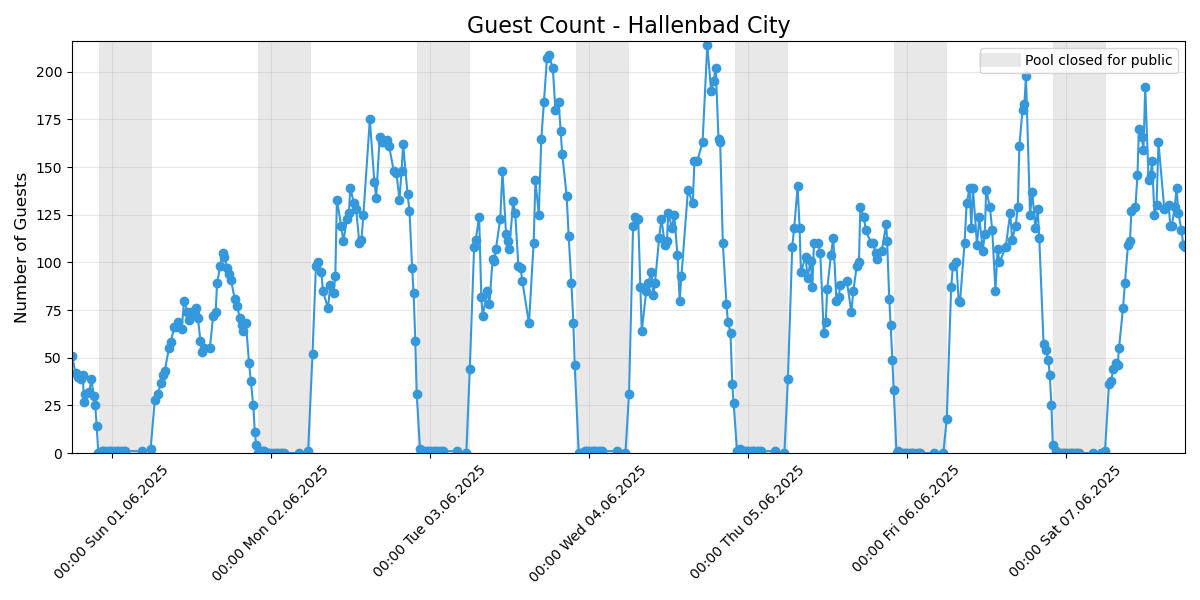 Guest Count - Hallenbad City
Pool closed for public
Number of Guests
200
175
150
125
100
75
50
25
0
00:00 Sun 01.06.2025
00:00 Mon 02.06.2025
00:00 Tue 03.06.2025
00:00 Wed 04.06.2025
00:00 Thu 05.06.2025
00:00 Fri 06.06.2025
00:00 Sat 07.06.2025